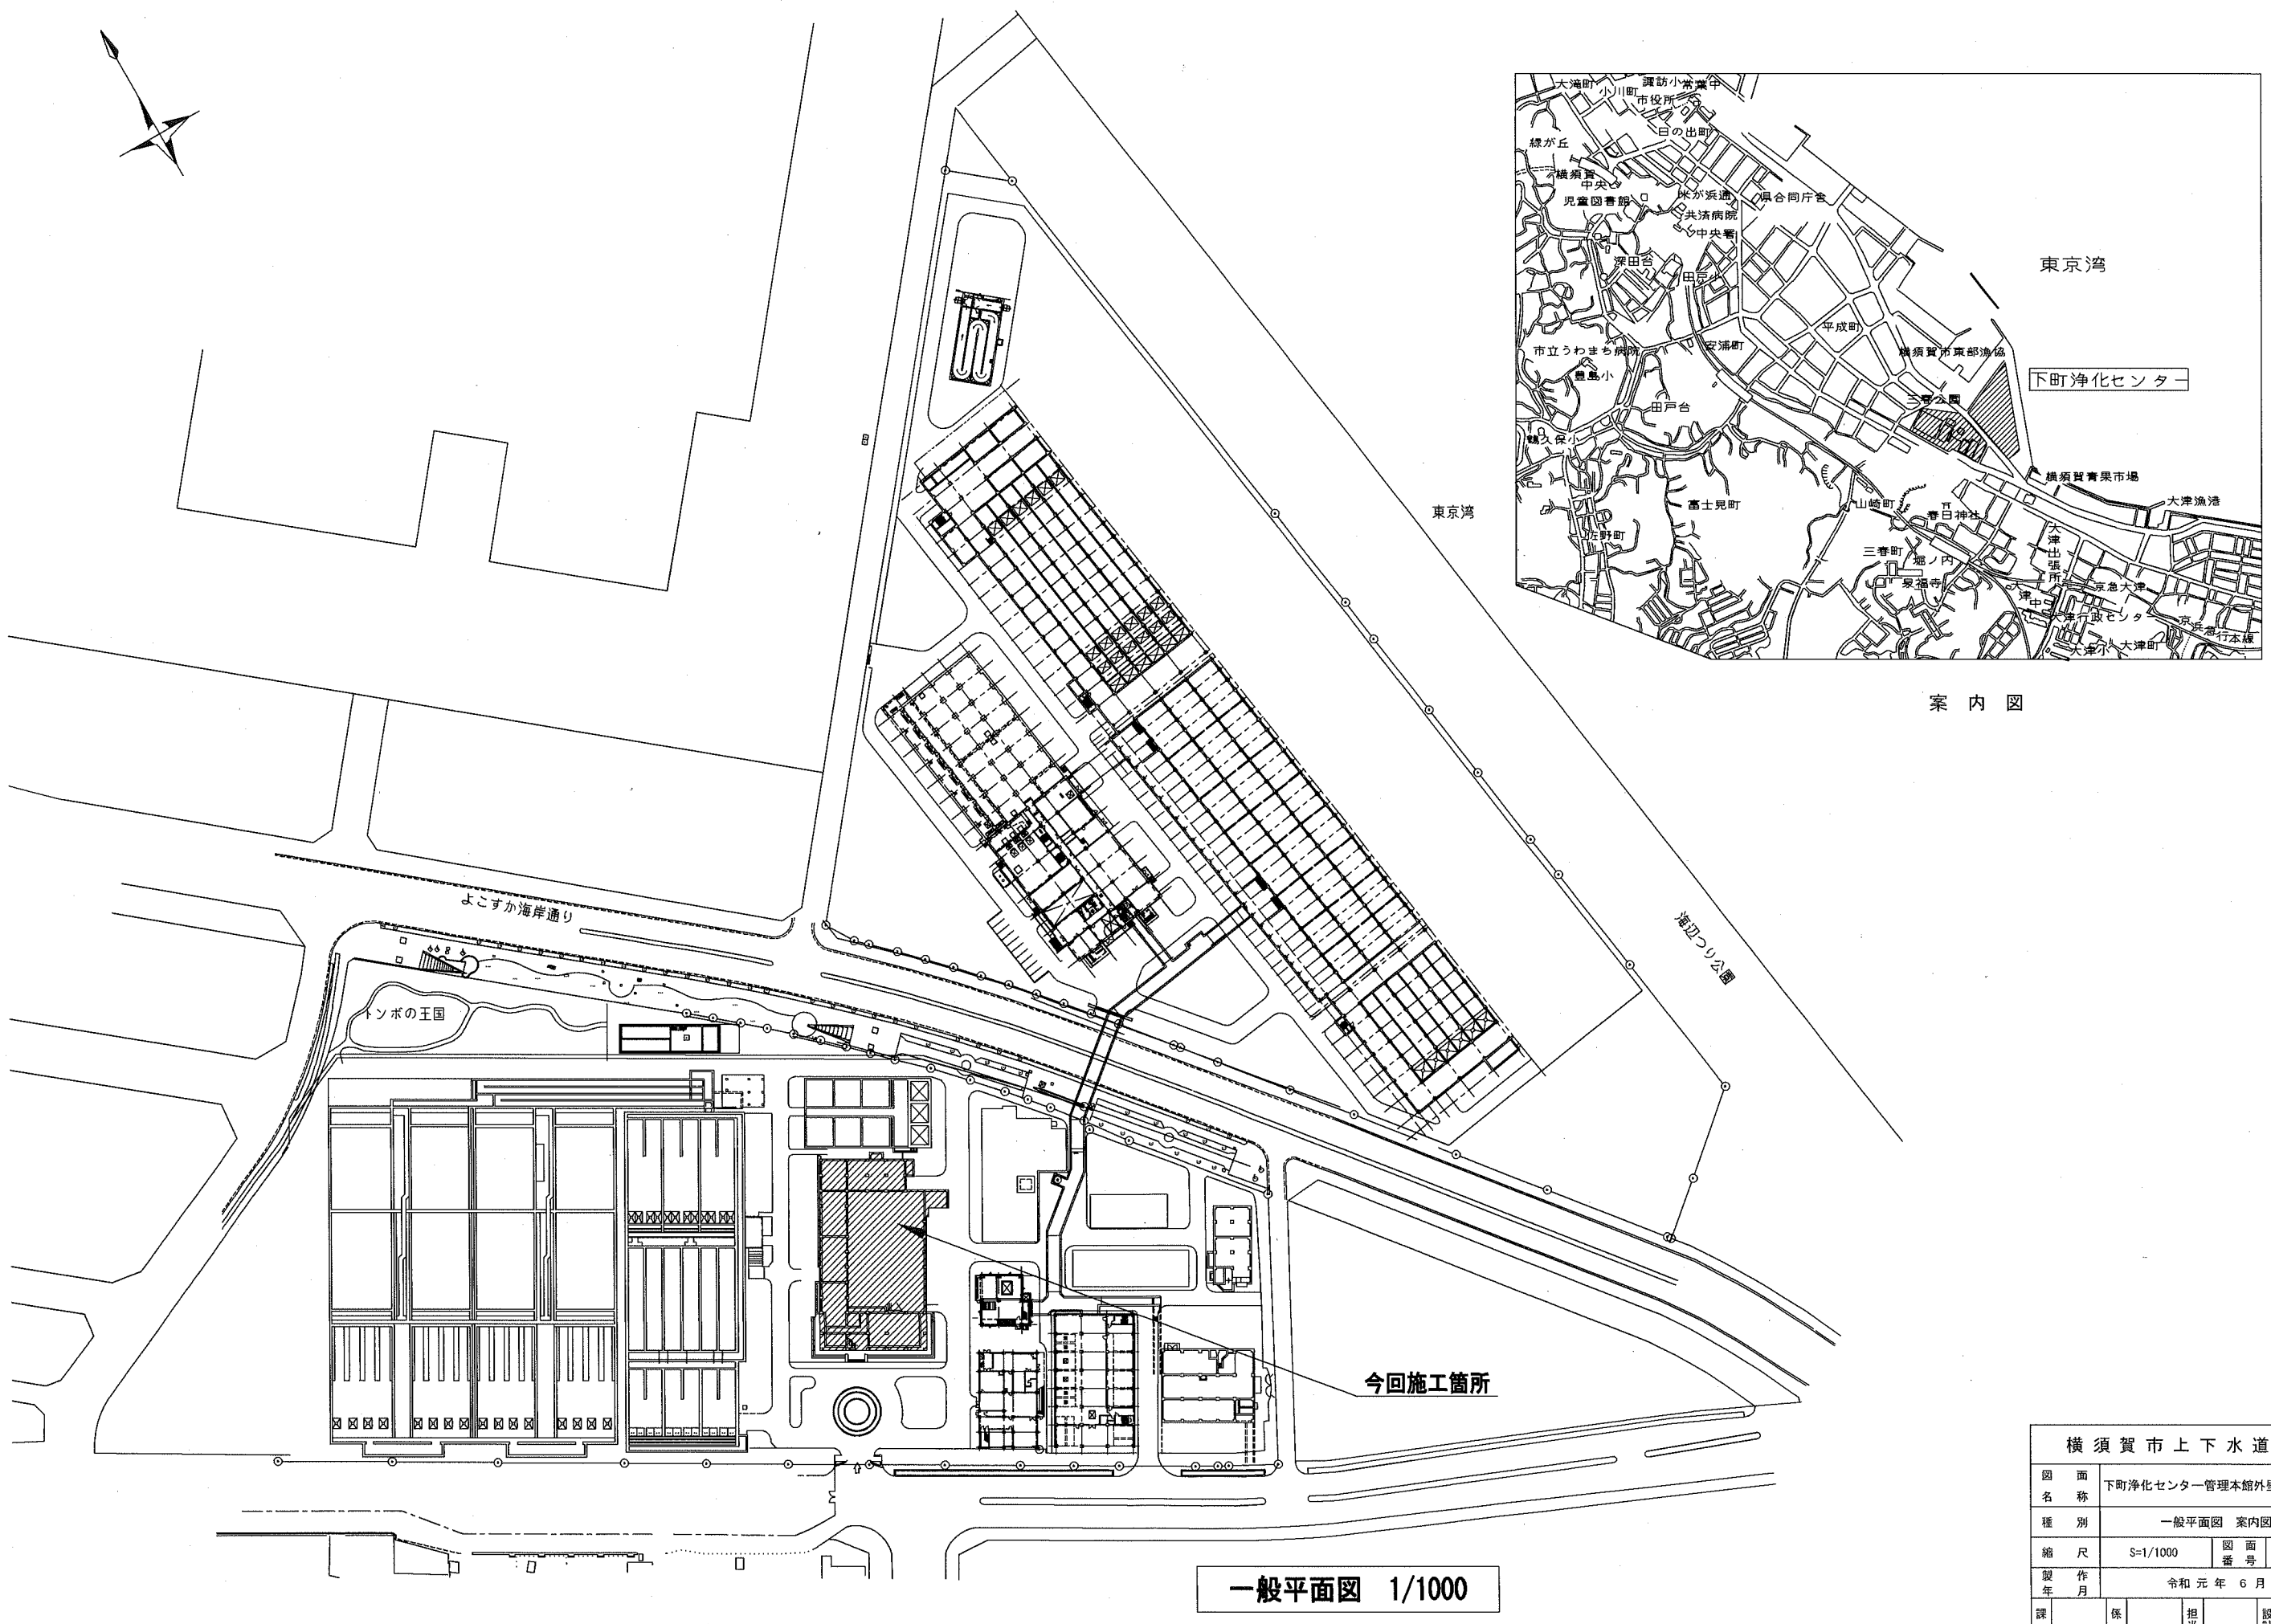 大滝町
小川町
諏訪小
常葉中
市役所
日の出町
緑が丘
横須賀
中央
児童図書館
米が浜通
県合同庁舎
共済病院
中央署
深田台
田戸小
東京湾
平成町
安浦町
市立うわまち病院
豊島小
横須賀市東部漁協
下町浄化センター
三春公園
田戸台
鶴久保小
横須賀青果市場
大津漁港
富士見町
山崎町
春日神社
佐野町
三春町
堀ノ内
泉福寺
大津出張所
京急大津
大津中
大津行政センター
京浜急行本線
大津小
大津町
案内図
東京湾
海辺つり公園
よこすか海岸通り
トンボの王国
今回施工箇所
一般平面図 1/1000
横須賀市上下水道
図面名称 下町浄化センター管理本館外
種別 一般平面図 案内図
縮尺 S=1/1000 図面番号
製作年月 令和元年 6月
課 係 担